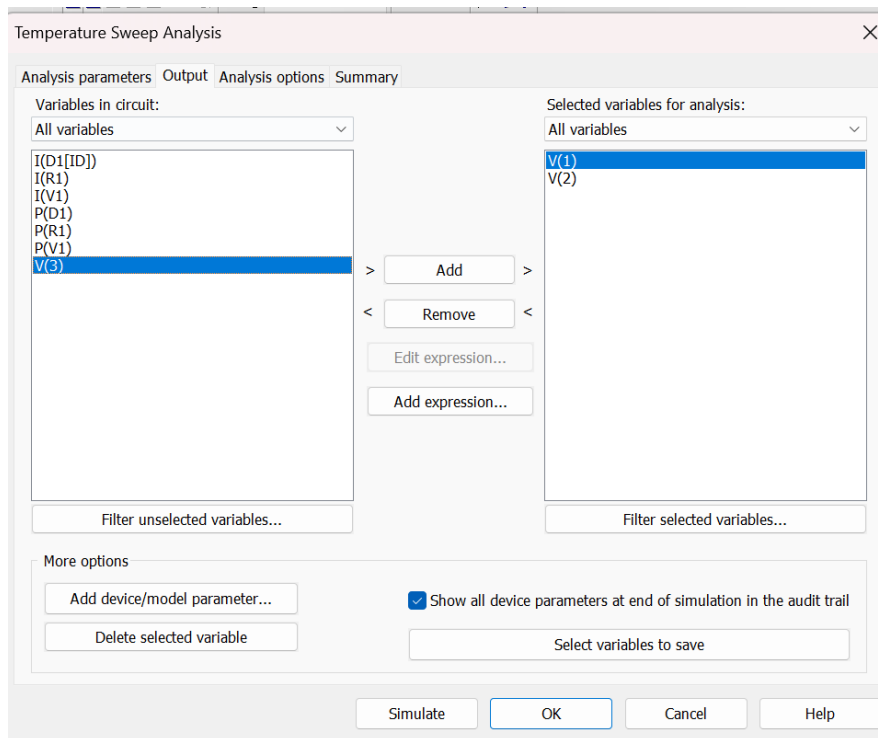 Temperature Sweep Analysis
Analysis parameters Output Analysis options Summary
Variables in circuit:
All variables
I(D1[ID])
I(R1)
I(V1)
P(D1)
P(R1)
P(V1)
V(3)
Filter unselected variables...
> Add >
< Remove <
Edit expression...
Add expression...
Selected variables for analysis:
All variables
V(1)
V(2)
Filter selected variables...
More options
Add device/model parameter...
Delete selected variable
Show all device parameters at end of simulation in the audit trail
Select variables to save
Simulate OK Cancel Help